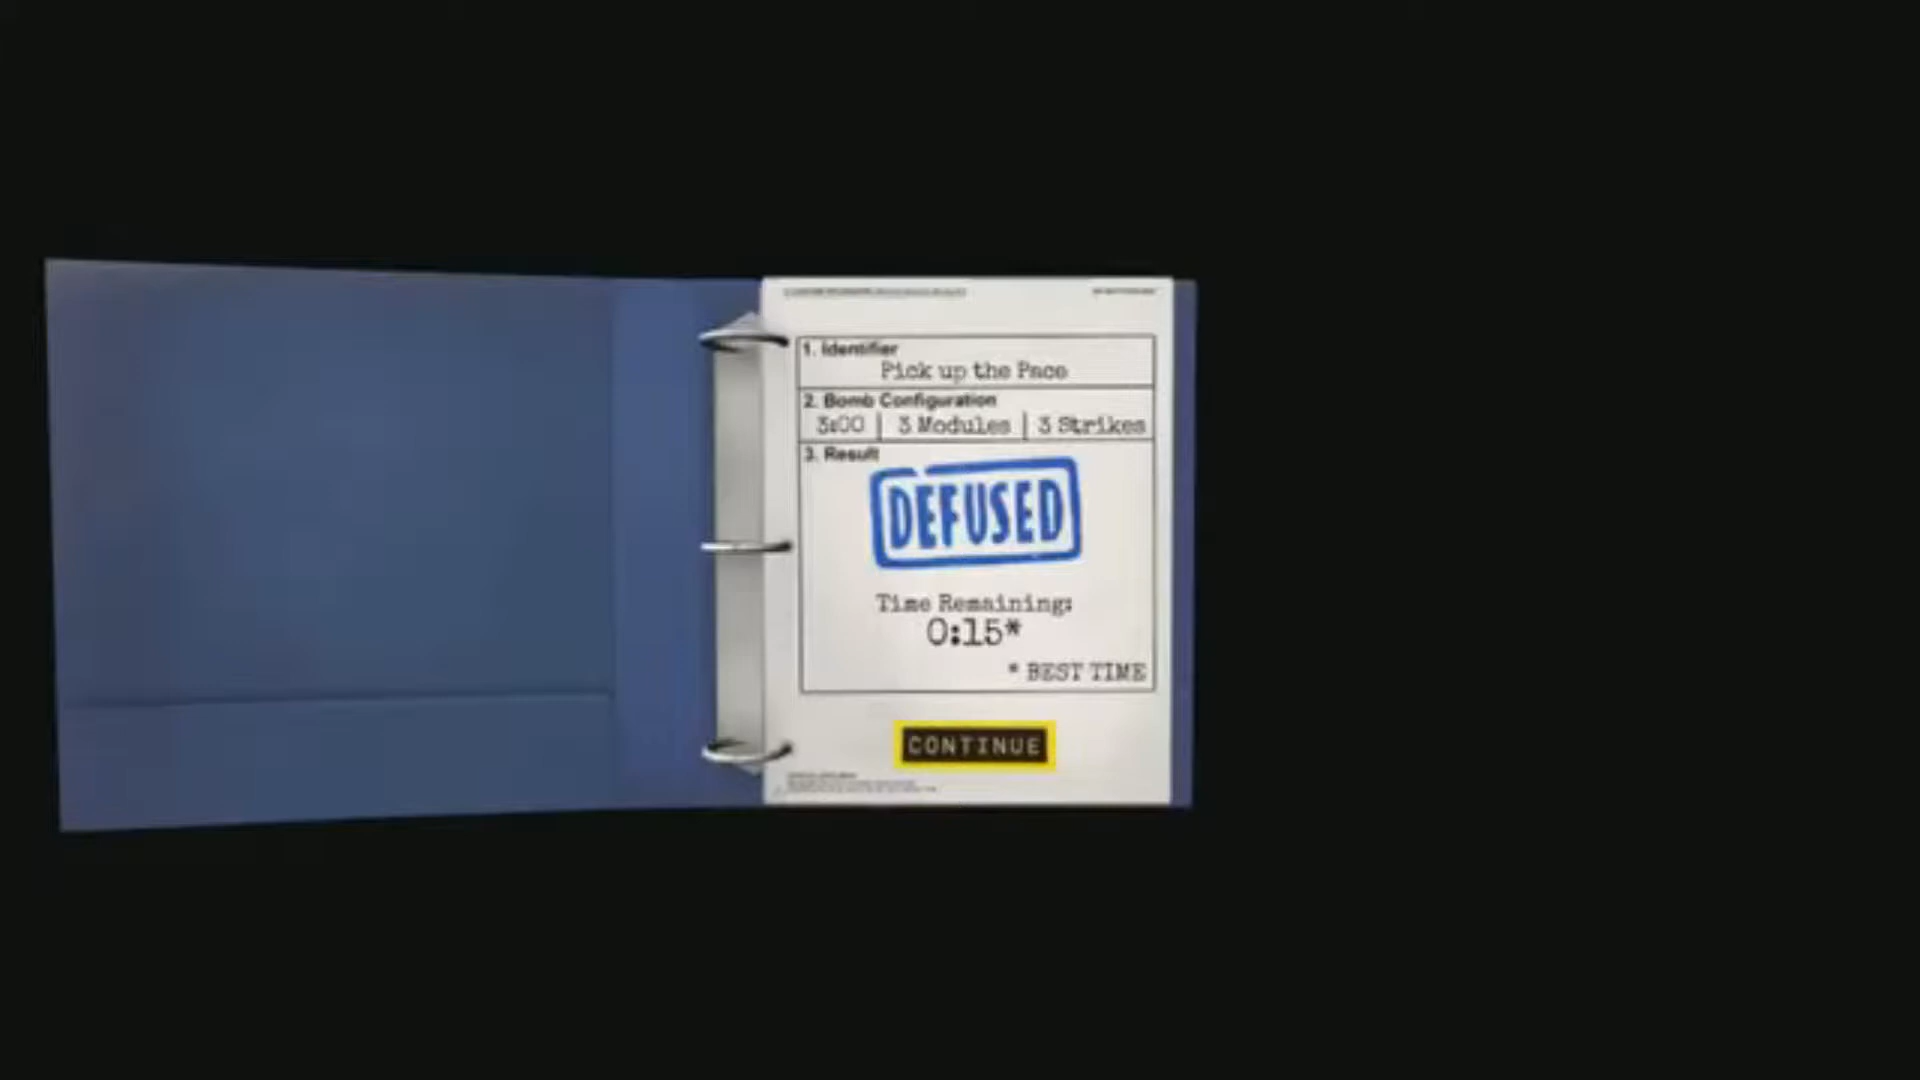 1. Identifier
Pick up the Pace
2. Bomb Configuration
3:00 3 Modules 3 Strikes
3. Result
DEFUSED
Time Remaining:
0:15*
* BEST TIME
CONTINUE